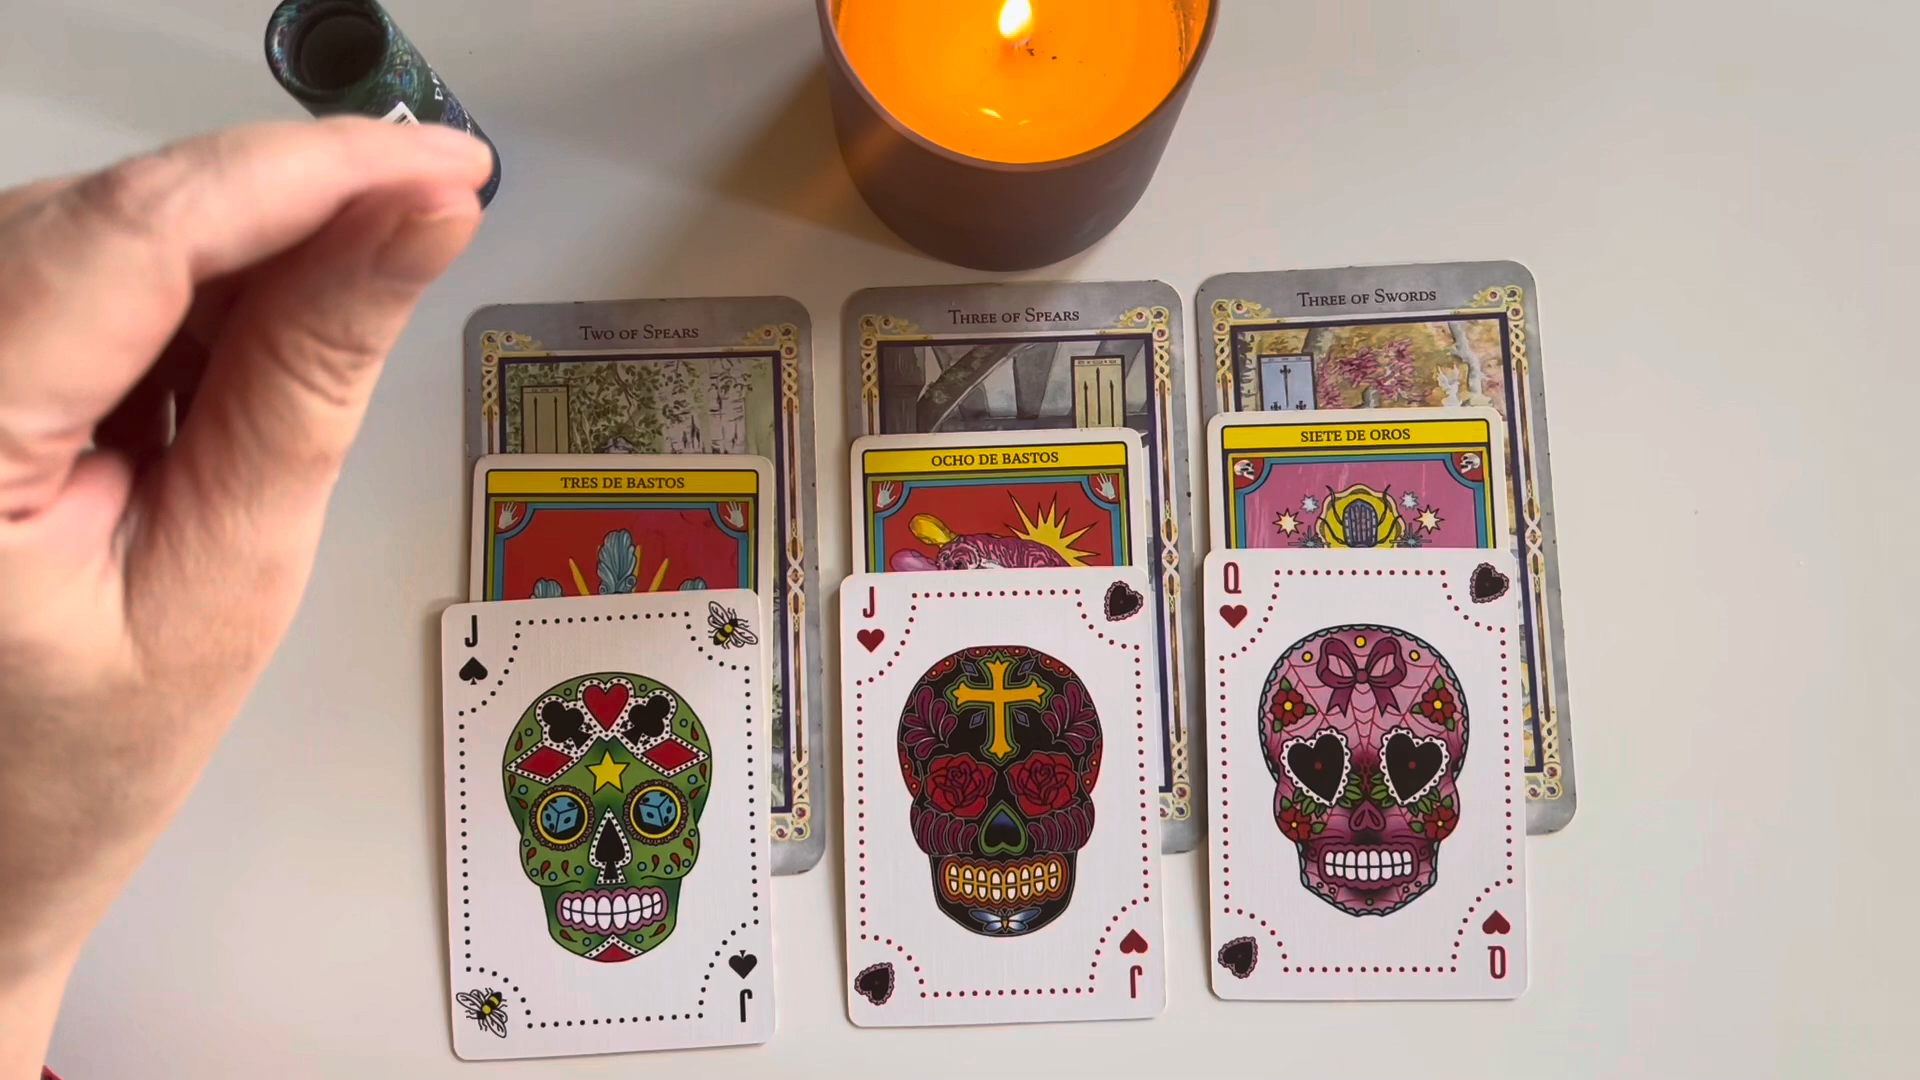 Two of Spears
Three of Spears
Three of Swords
TRES DE BASTOS
OCHO DE BASTOS
SIETE DE OROS
J
J
Q
J
J
Q